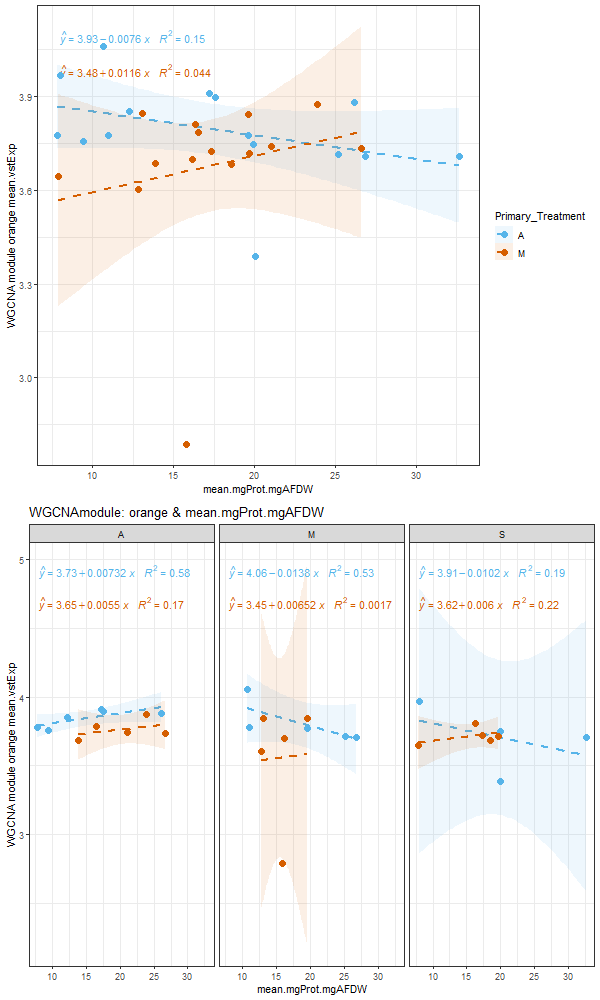 ŷ = 3.93 − 0.0076 x   R² = 0.15
ŷ = 3.48 + 0.0116 x   R² = 0.044
3.9
3.6
3.3
3.0
WGCNA module orange mean.vstExp
10 15 20 25 30
mean.mgProt.mgAFDW
Primary_Treatment
A
M
WGCNAmodule: orange & mean.mgProt.mgAFDW
A M S
ŷ = 3.73 + 0.00732 x   R² = 0.58 ŷ = 4.06 − 0.0138 x   R² = 0.53 ŷ = 3.91 − 0.0102 x   R² = 0.19
ŷ = 3.65 + 0.0055 x   R² = 0.17 ŷ = 3.45 + 0.00652 x   R² = 0.0017 ŷ = 3.62 + 0.006 x   R² = 0.22
5
4
3
WGCNA module orange mean.vstExp
10 15 20 25 30 10 15 20 25 30 10 15 20 25 30
mean.mgProt.mgAFDW